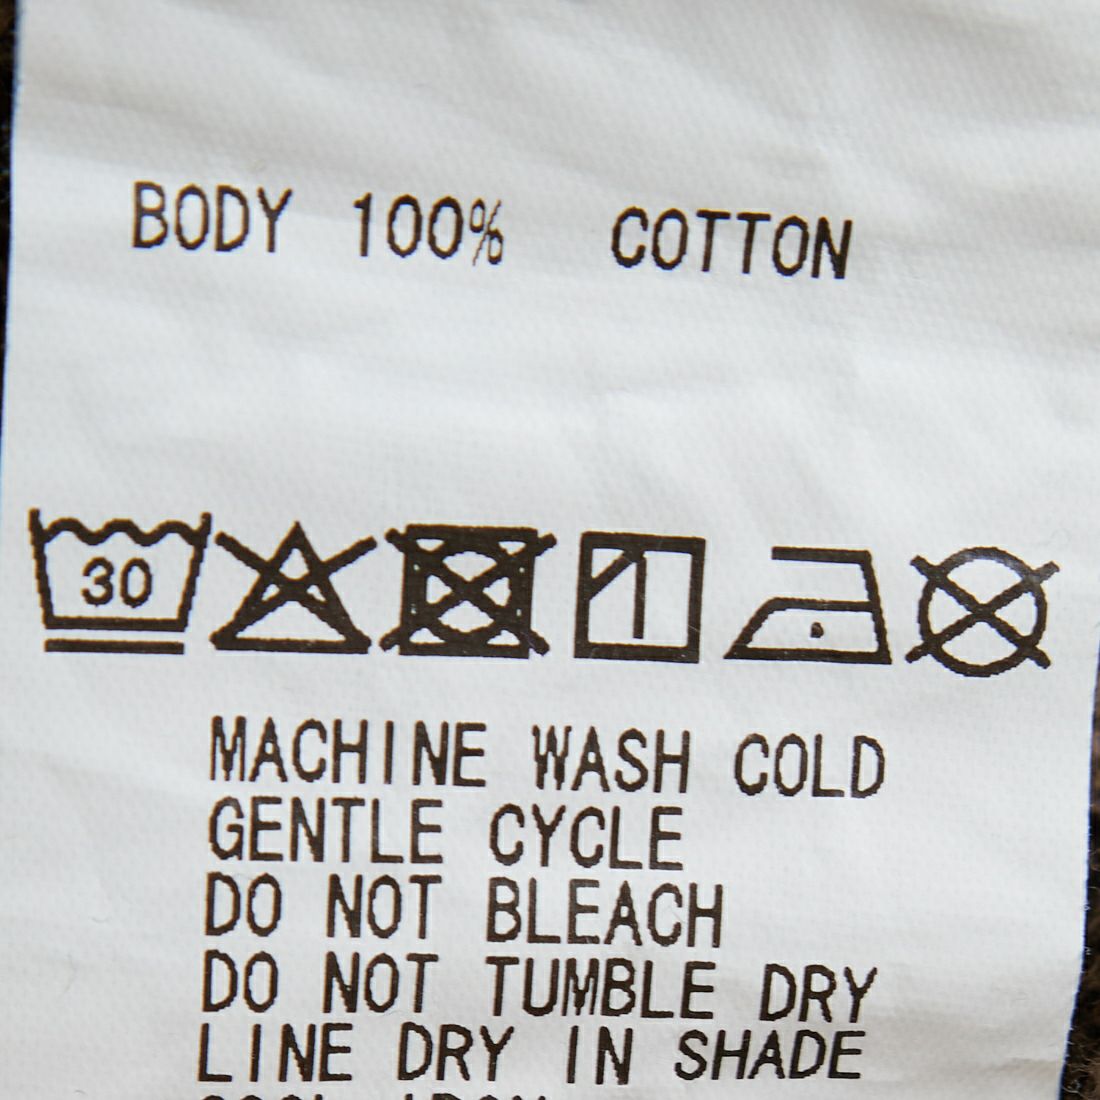 BODY 100% COTTON
30
MACHINE WASH COLD
GENTLE CYCLE
DO NOT BLEACH
DO NOT TUMBLE DRY
LINE DRY IN SHADE